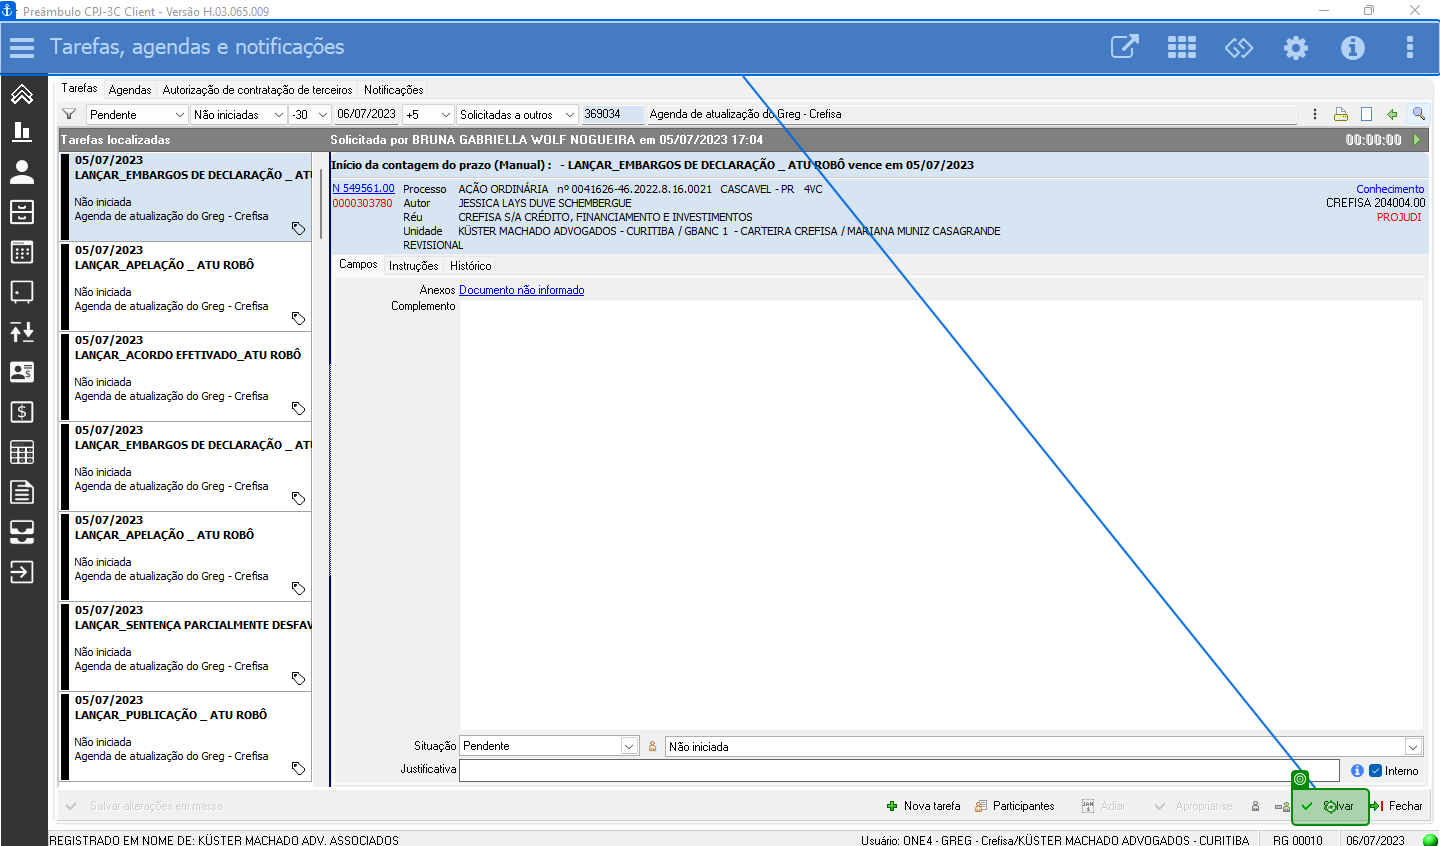 Preâmbulo CPJ-3C Client - Versão H.03.065.009
Tarefas, agendas e notificações
Tarefas Agendas Autorização de contratação de terceiros Notificações
Pendente Não iniciadas -30 06/07/2023 +5 Solicitadas a outros 369034 Agenda de atualização do Greg - Crefisa
Tarefas localizadas
Solicitada por BRUNA GABRIELLA WOLF NOGUEIRA em 05/07/2023 17:04 00:00:00
05/07/2023
LANÇAR_EMBARGOS DE DECLARAÇÃO _ ATU
Não iniciada
Agenda de atualização do Greg - Crefisa
05/07/2023
LANÇAR_APELAÇÃO _ ATU ROBÔ
Não iniciada
Agenda de atualização do Greg - Crefisa
05/07/2023
LANÇAR_ACORDO EFETIVADO_ATU ROBÔ
Não iniciada
Agenda de atualização do Greg - Crefisa
05/07/2023
LANÇAR_EMBARGOS DE DECLARAÇÃO _ ATU
Não iniciada
Agenda de atualização do Greg - Crefisa
05/07/2023
LANÇAR_APELAÇÃO _ ATU ROBÔ
Não iniciada
Agenda de atualização do Greg - Crefisa
05/07/2023
LANÇAR_SENTENÇA PARCIALMENTE DESFAV
Não iniciada
Agenda de atualização do Greg - Crefisa
05/07/2023
LANÇAR_PUBLICAÇÃO _ ATU ROBÔ
Não iniciada
Agenda de atualização do Greg - Crefisa
Início da contagem do prazo (Manual) : - LANÇAR_EMBARGOS DE DECLARAÇÃO _ ATU ROBÔ vence em 05/07/2023
N 549561.00 Processo AÇÃO ORDINÁRIA nº 0041626-46.2022.8.16.0021 CASCAVEL - PR 4VC Conhecimento
0000303780 Autor JESSICA LAYS DUVE SCHEMBERGUE CREFISA 204004.00
Réu CREFISA S/A CRÉDITO, FINANCIAMENTO E INVESTIMENTOS PROJUDI
Unidade KÜSTER MACHADO ADVOGADOS - CURITIBA / GBANC 1 - CARTEIRA CREFISA / MARIANA MUNIZ CASAGRANDE
REVISIONAL
Campos Instruções Histórico
Anexos Documento não informado
Complemento
Situação Pendente Não iniciada
Justificativa Interno
Salvar alterações em massa Nova tarefa Participantes Adiar Apropriar-se Salvar Fechar
REGISTRADO EM NOME DE: KÜSTER MACHADO ADV. ASSOCIADOS Usuário: ONE4 - GREG - Crefisa/KÜSTER MACHADO ADVOGADOS - CURITIBA RG 00010 06/07/2023